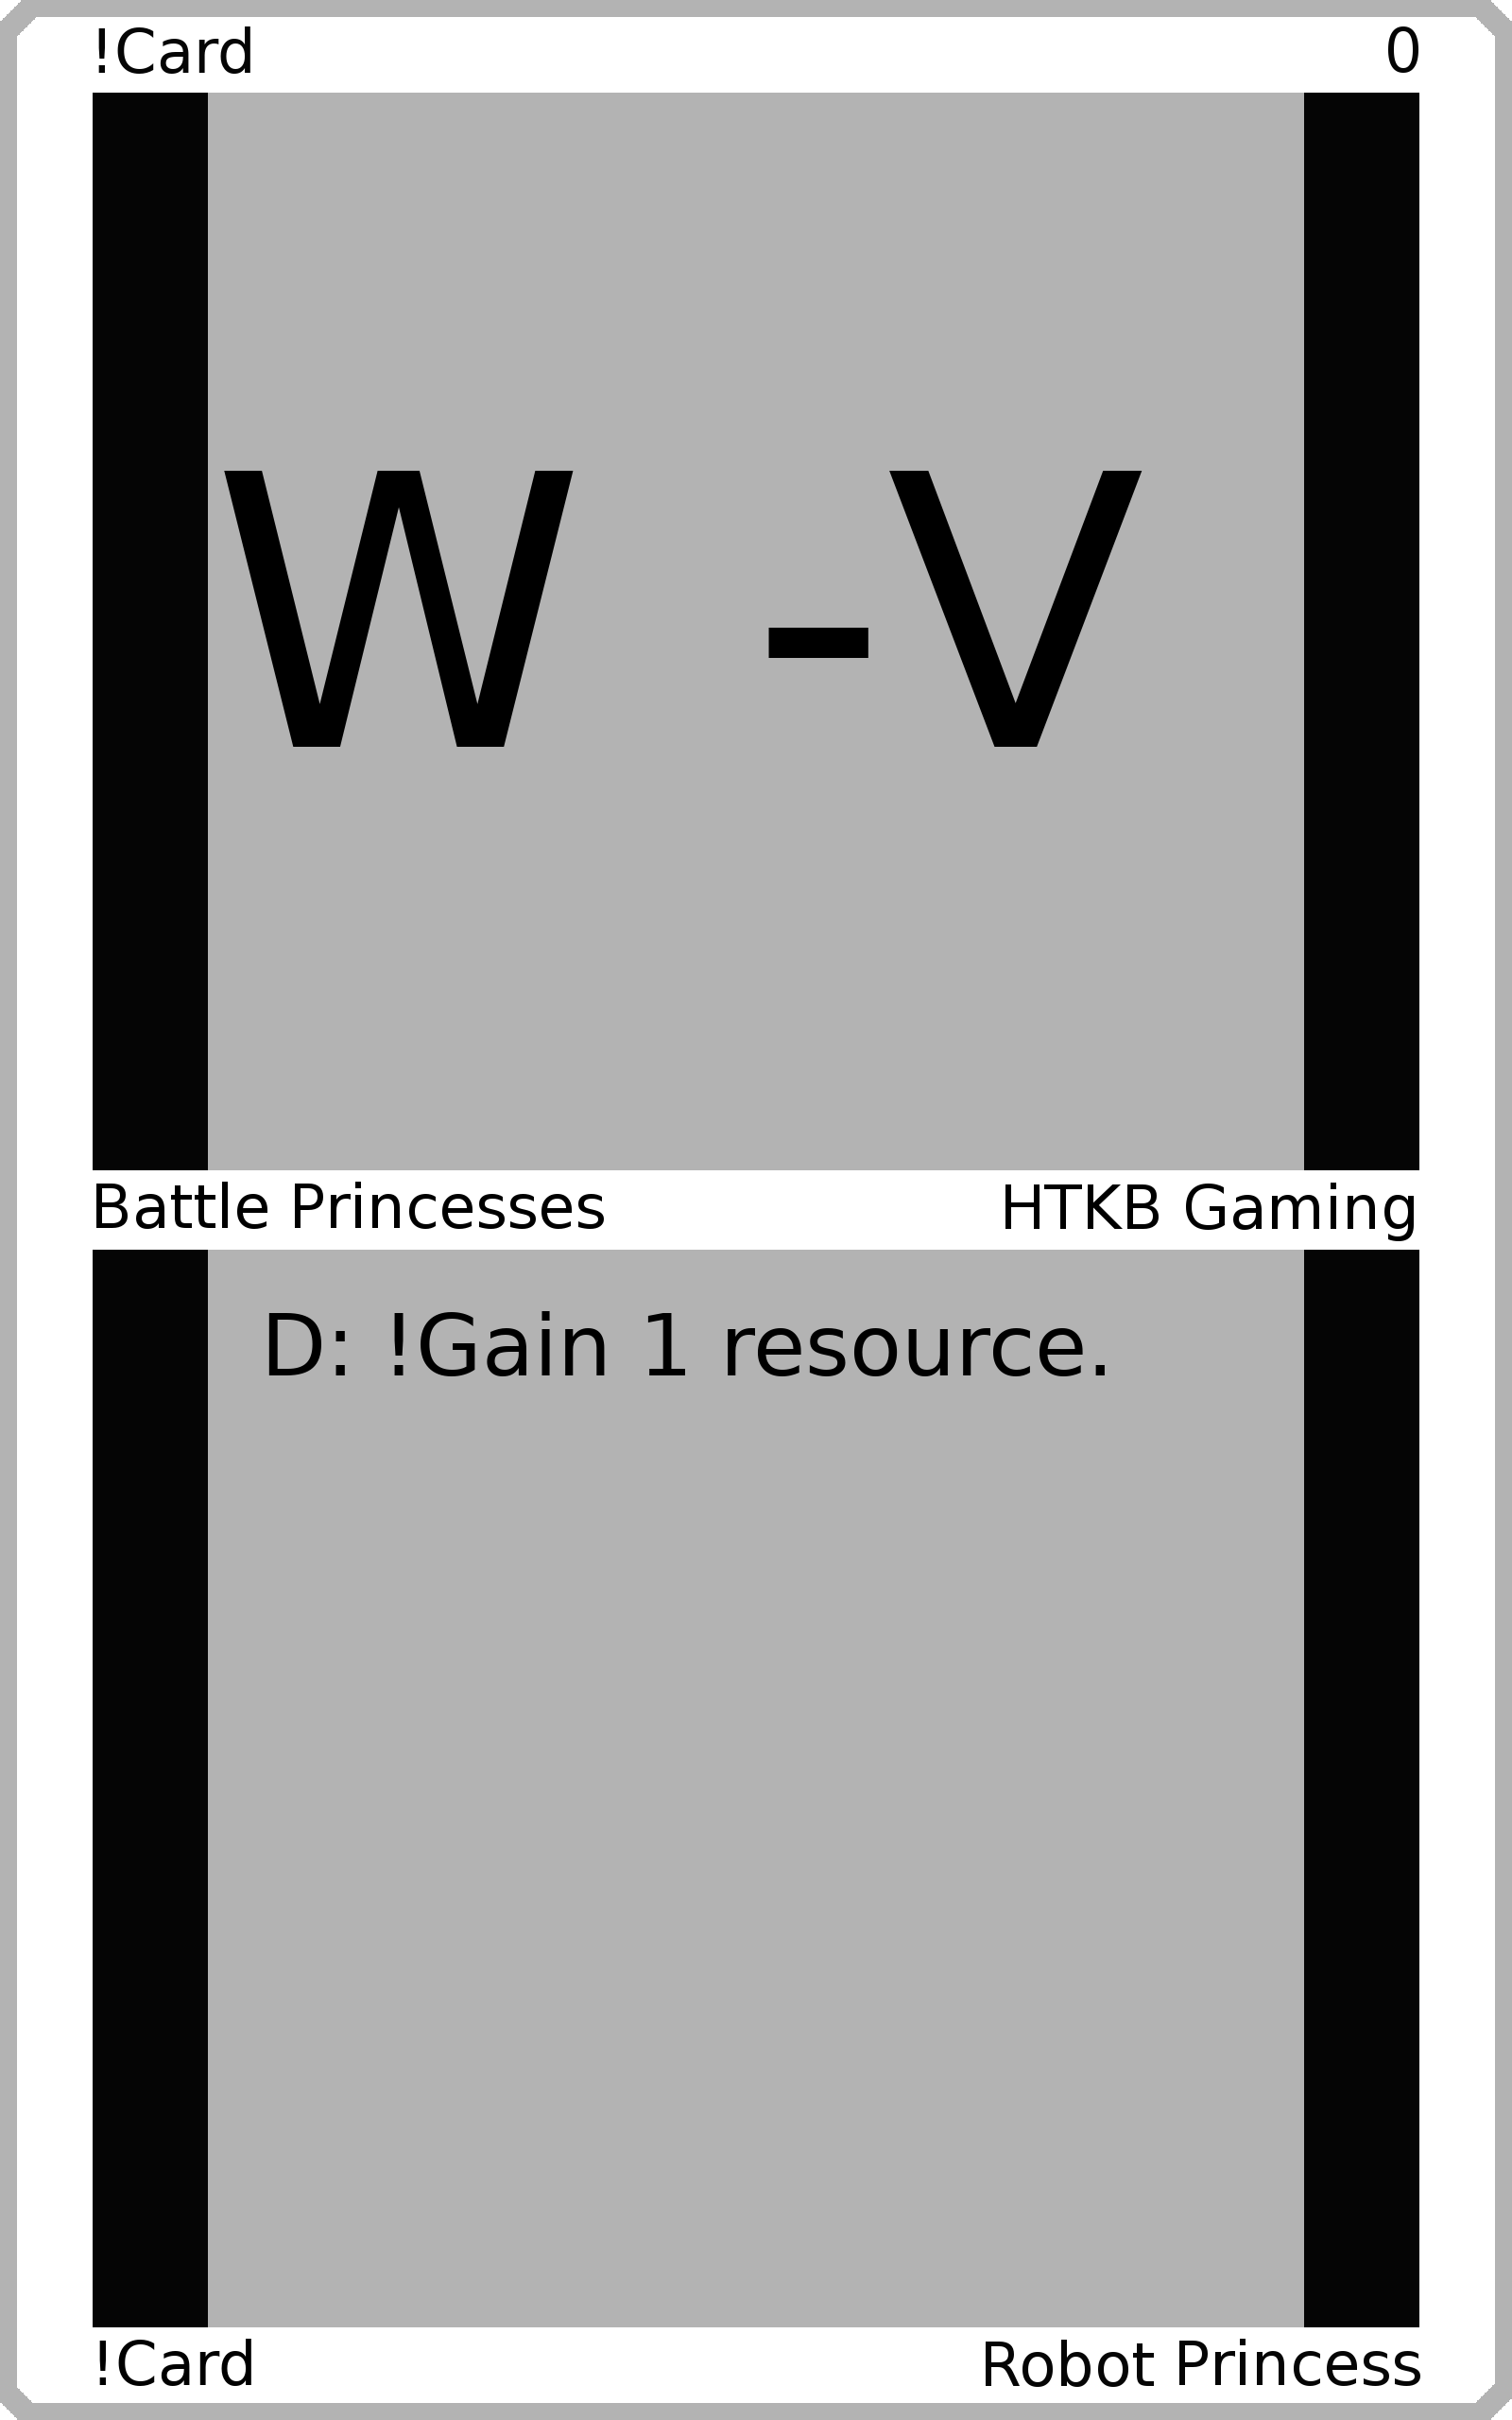 !Card 0
W -V
Battle Princesses HTKB Gaming
D: !Gain 1 resource.
!Card Robot Princess